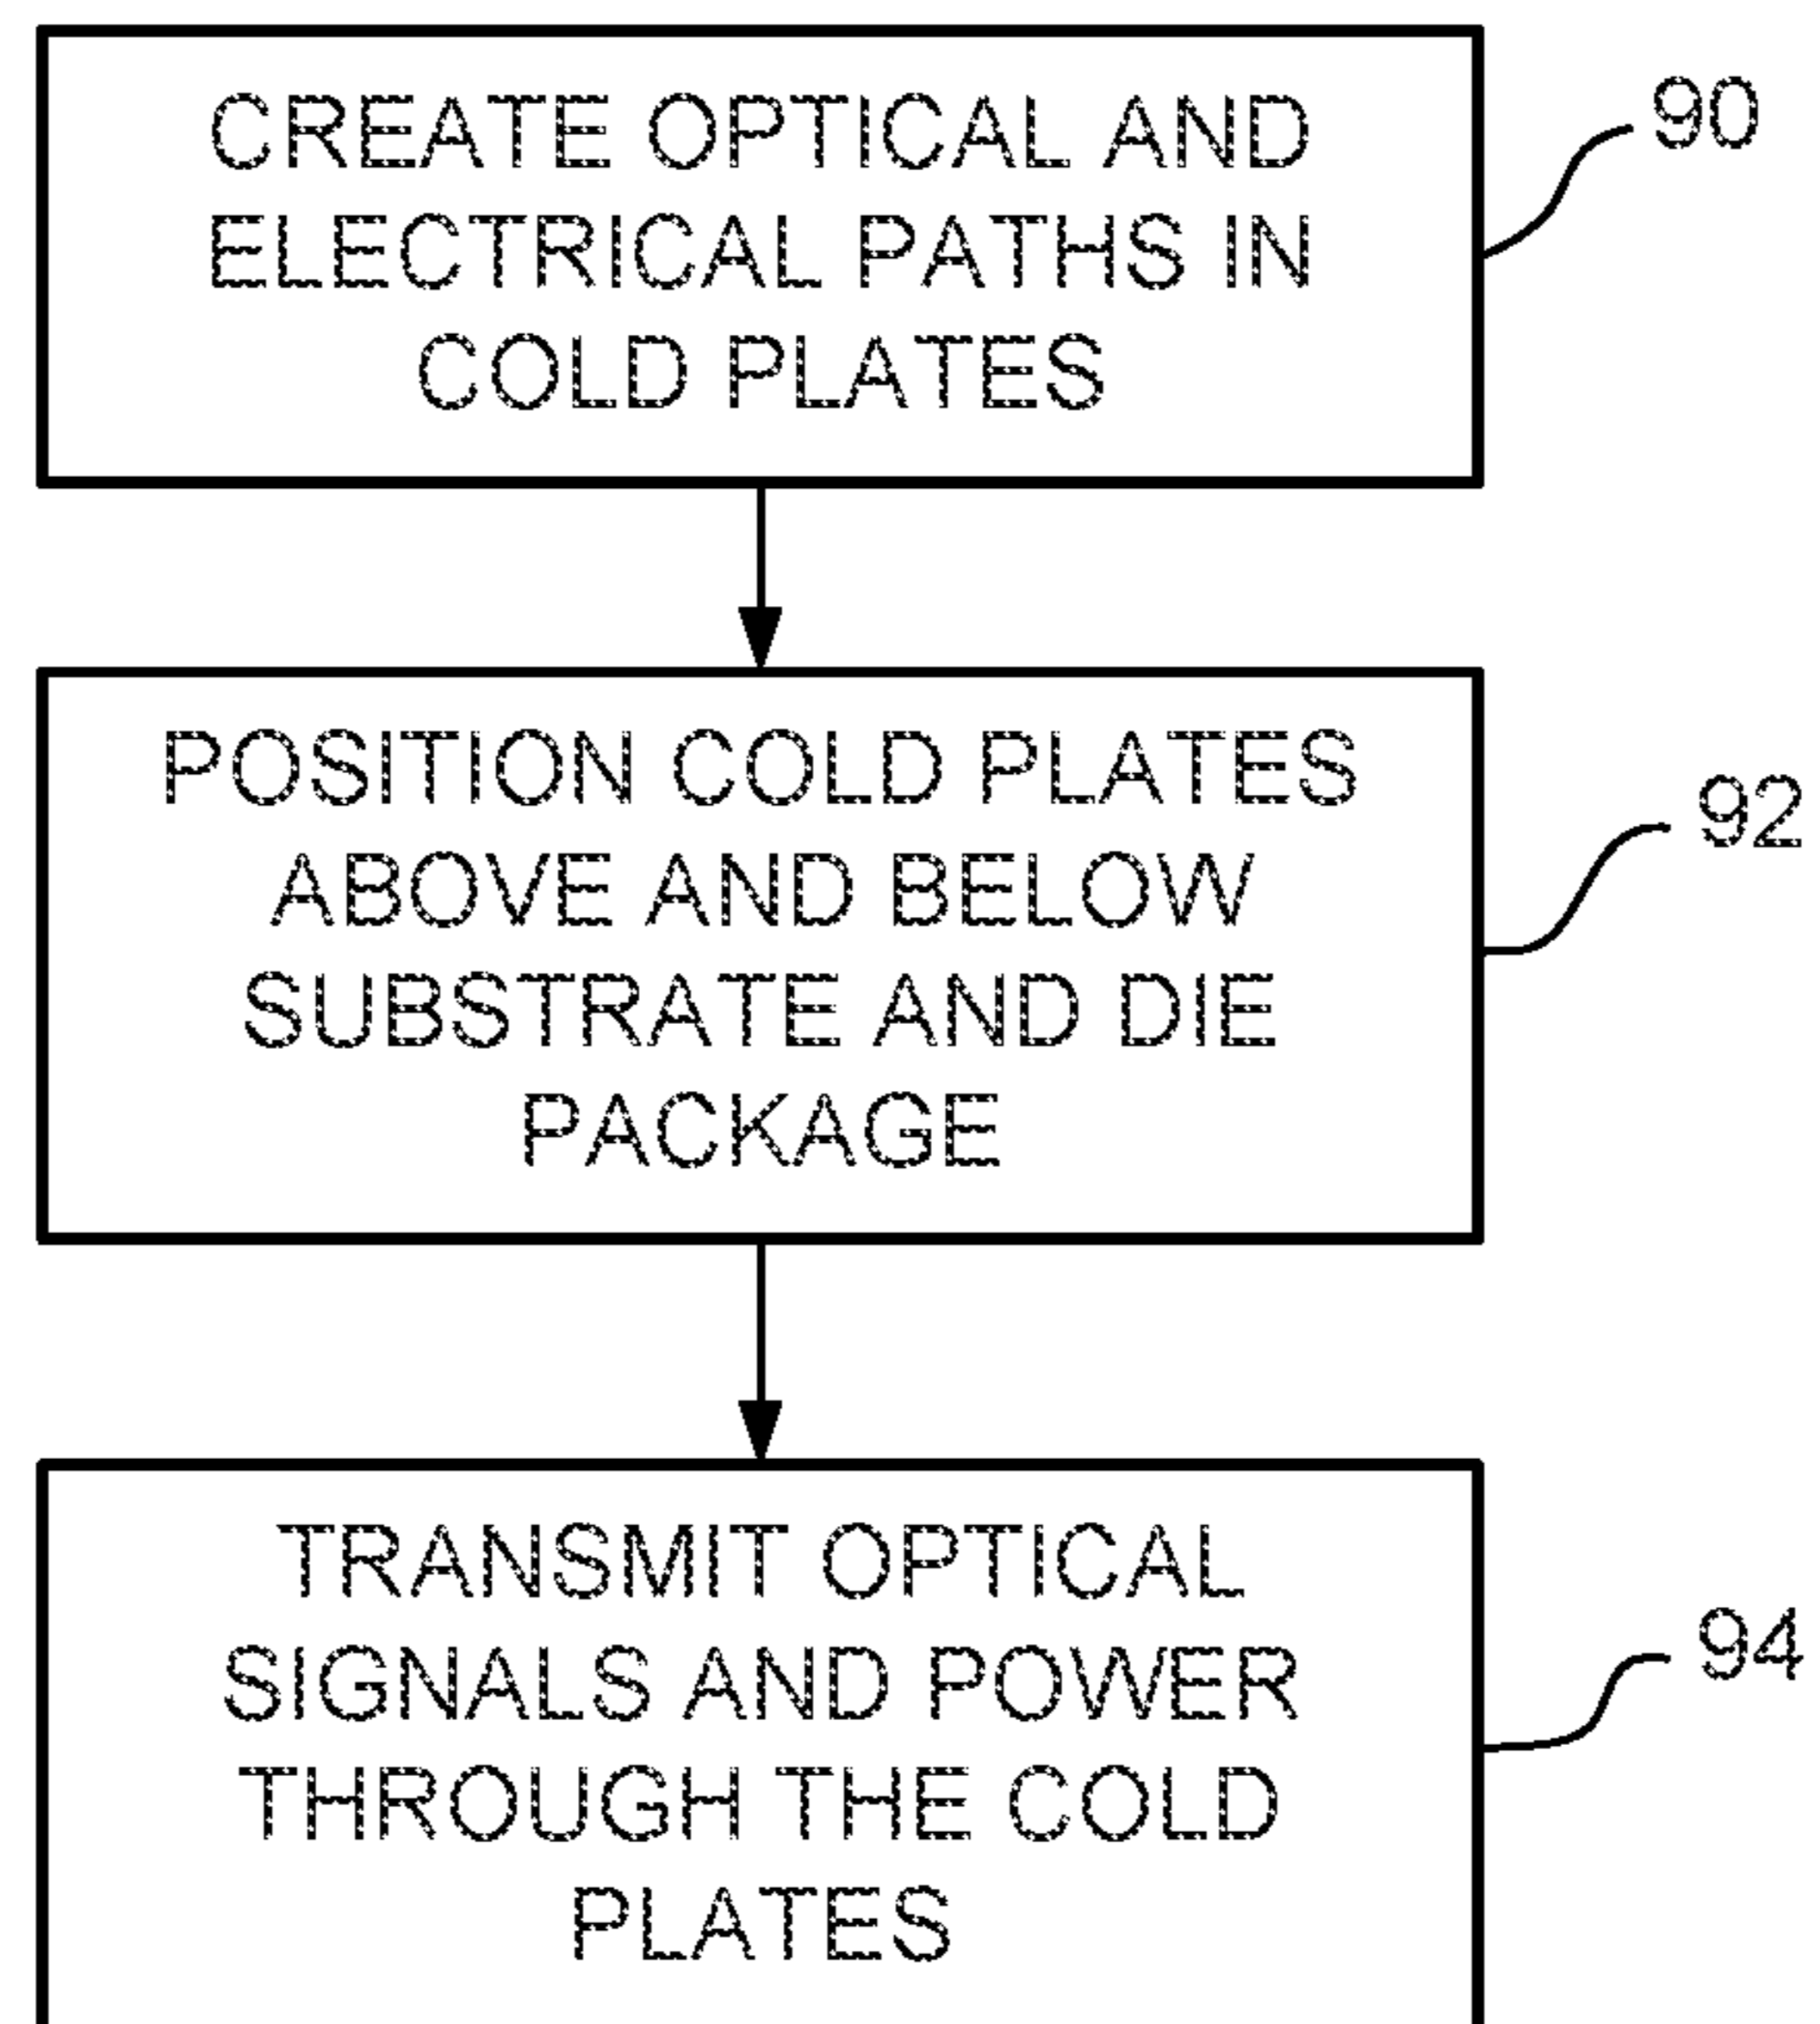 CREATE OPTICAL AND
ELECTRICAL PATHS IN
COLD PLATES
90
POSITION COLD PLATES
ABOVE AND BELOW
SUBSTRATE AND DIE
PACKAGE
92
TRANSMIT OPTICAL
SIGNALS AND POWER
THROUGH THE COLD
PLATES
94